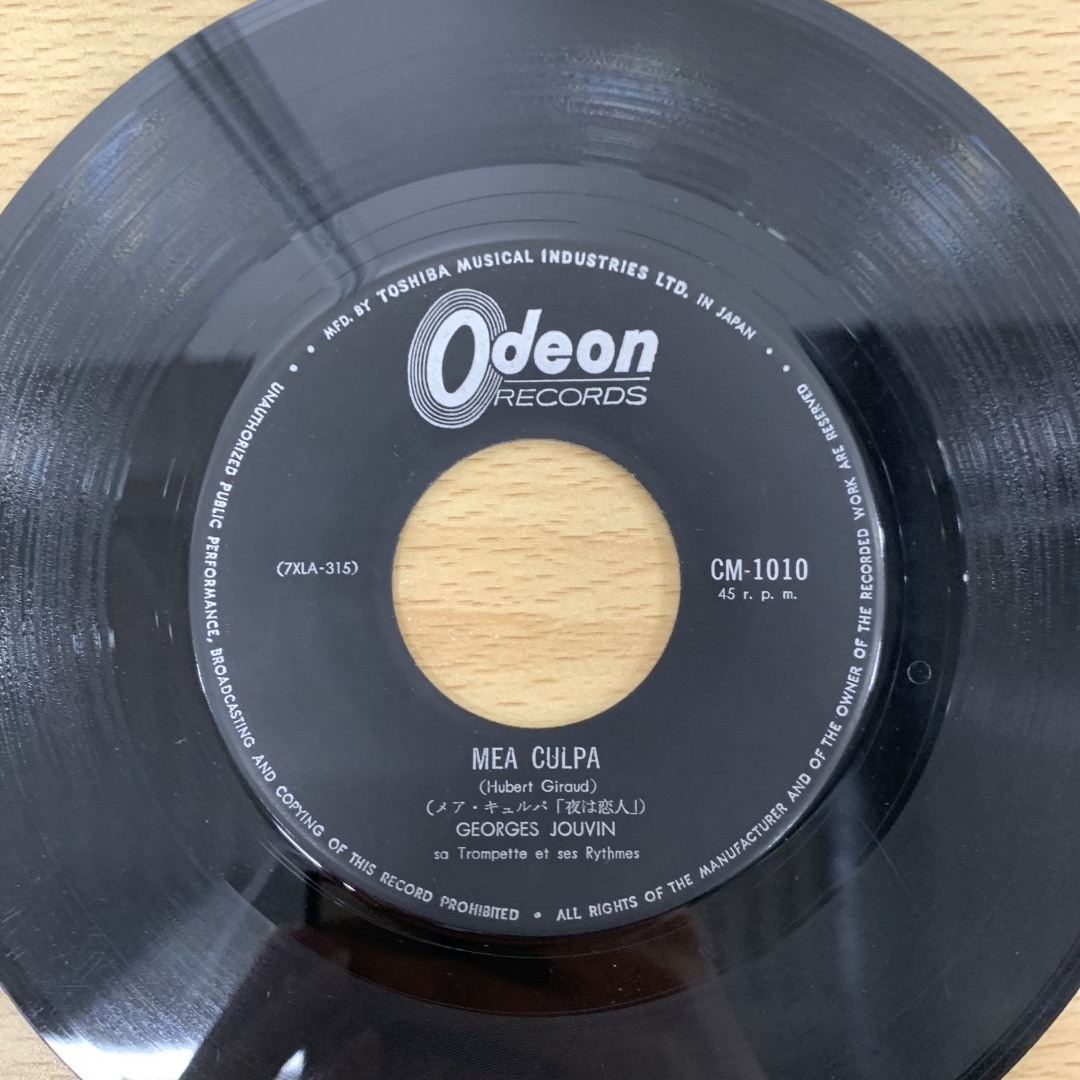 MFD. BY TOSHIBA MUSICAL INDUSTRIES LTD. IN JAPAN
Odeon
RECORDS
(7XLA-315)
CM-1010
45 r. p. m.
MEA CULPA
(Hubert Giraud)
(メア・キュルパ「夜は恋人」)
GEORGES JOUVIN
sa Trompette et ses Rythmes
UNAUTHORIZED PUBLIC PERFORMANCE, BROADCASTING AND COPYING OF THIS RECORD PROHIBITED • ALL RIGHTS OF THE MANUFACTURER AND OF THE OWNER OF THE RECORDED WORK ARE RESERVED